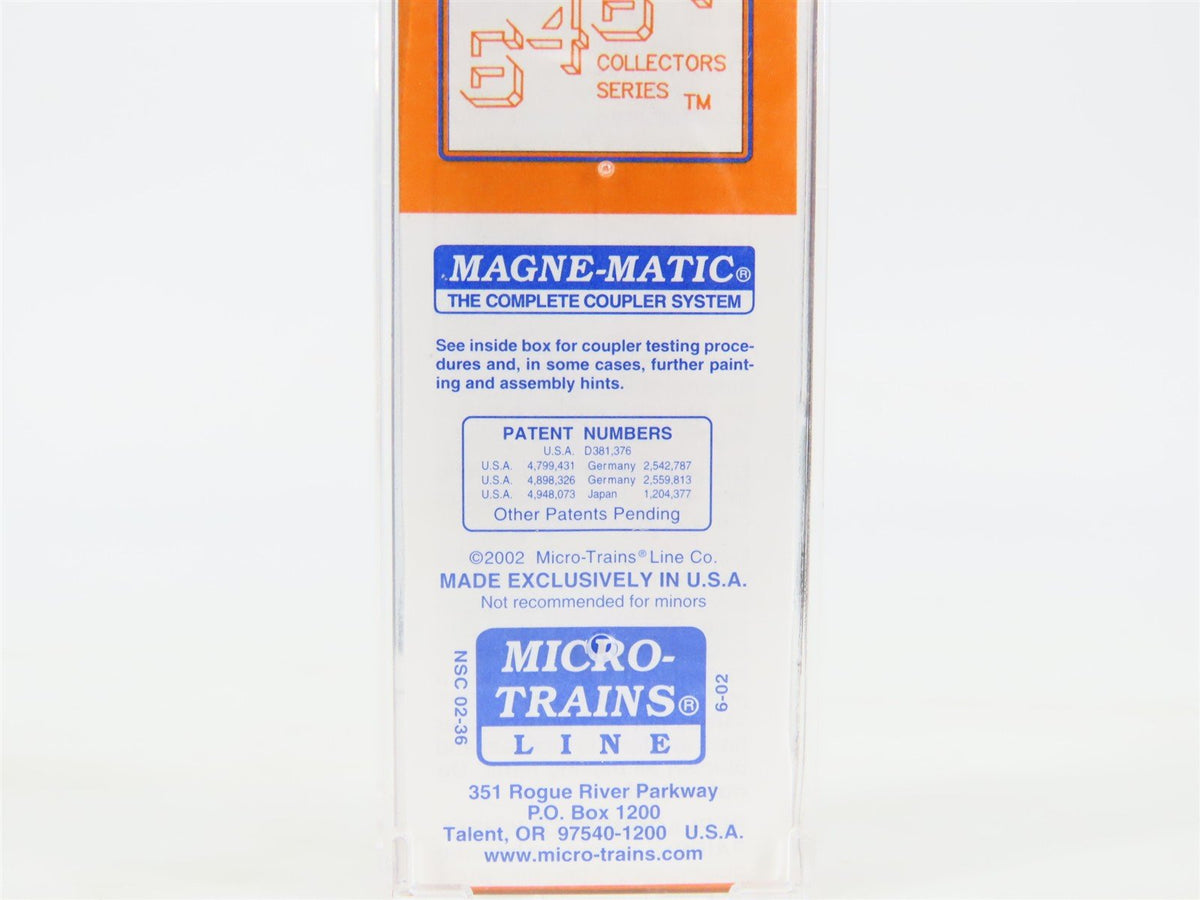 COLLECTORS
SERIES TM
MAGNE-MATIC®
THE COMPLETE COUPLER SYSTEM
See inside box for coupler testing proce-
dures and, in some cases, further paint-
ing and assembly hints.
PATENT NUMBERS
U.S.A. D381,376
U.S.A. 4,799,431 Germany 2,542,787
U.S.A. 4,898,326 Germany 2,559,813
U.S.A. 4,948,073 Japan 1,204,377
Other Patents Pending
©2002 Micro-Trains® Line Co.
MADE EXCLUSIVELY IN U.S.A.
Not recommended for minors
NSC 02-36
MICRO-
TRAINS®
LINE
6-02
351 Rogue River Parkway
P.O. Box 1200
Talent, OR 97540-1200 U.S.A.
www.micro-trains.com